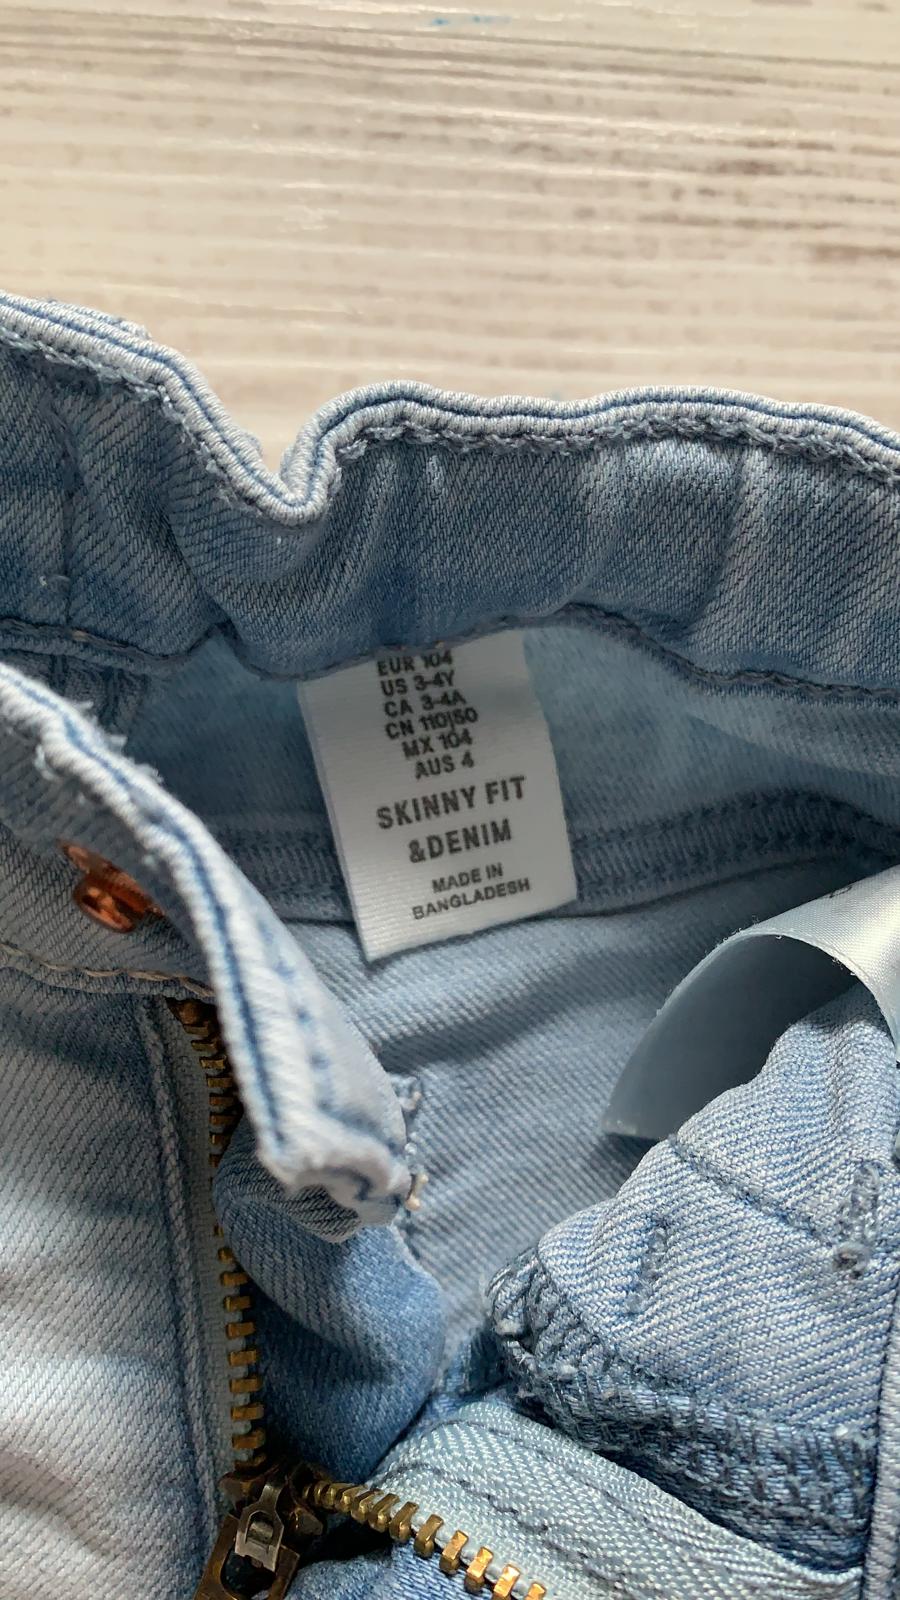 EUR 104
US 3-4Y
CA 3-4A
CN 110|50
MX 104
AUS 4
SKINNY FIT
&DENIM
MADE IN
BANGLADESH